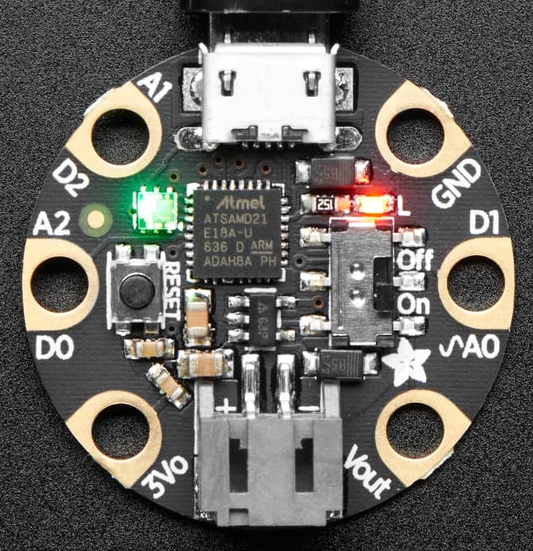 A1
D2
GND
A2
D1
Atmel
ATSAMD21
E18A-U
636 D ARM
ADAH8A PH
L
RESET
Off
On
D0
A0
+
-
3Vo
Vout